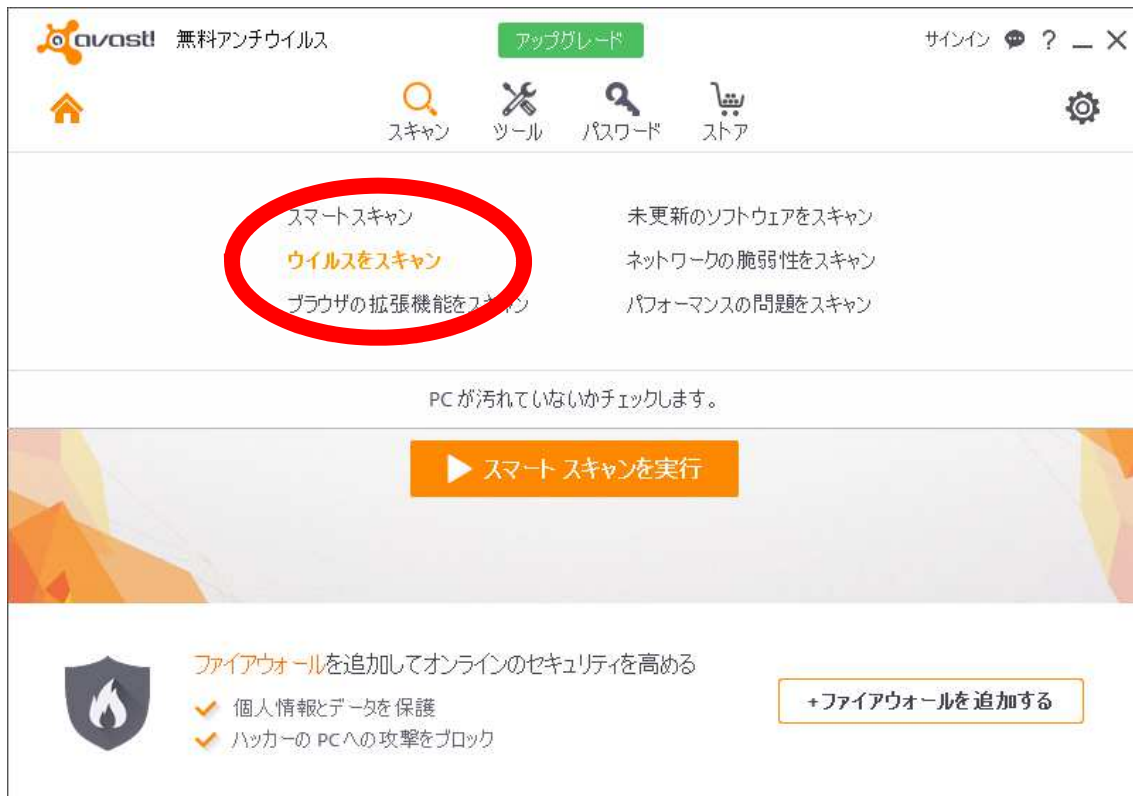 avast! 無料アンチウイルス アップグレード サインイン ?
スキャン ツール パスワード ストア
スマートスキャン 未更新のソフトウェアをスキャン
ウイルスをスキャン ネットワークの脆弱性をスキャン
ブラウザの拡張機能をスキャン パフォーマンスの問題をスキャン
PC が汚れていないかチェックします。
スマート スキャンを実行
ファイアウォールを追加してオンラインのセキュリティを高める
+ファイアウォールを追加する
個人情報とデータを保護
ハッカーの PC への攻撃をブロック